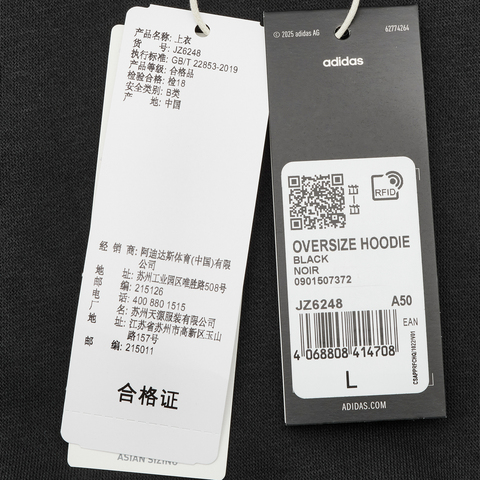 产品名称: 上衣
货 号: JZ6248
执行标准: GB/T 22853-2019
产品等级: 合格品
检验合格: 检18
安全类别: B类
产 地: 中国
经 销 商: 阿迪达斯体育(中国)有限
公司
地 址: 苏州工业园区唯胜路508号
邮 编: 215126
电 话: 400 880 1515
厂 名: 苏州天源服装有限公司
地 址: 江苏省苏州市高新区玉山
路157号
邮 编: 215011
合格证
ASIAN SIZING
© 2025 adidas AG
62774264
adidas
RFID
OVERSIZE HOODIE
BLACK
NOIR
0901507372
JZ6248 A50
EAN
4 068808 414708
L
ADIDAS.COM